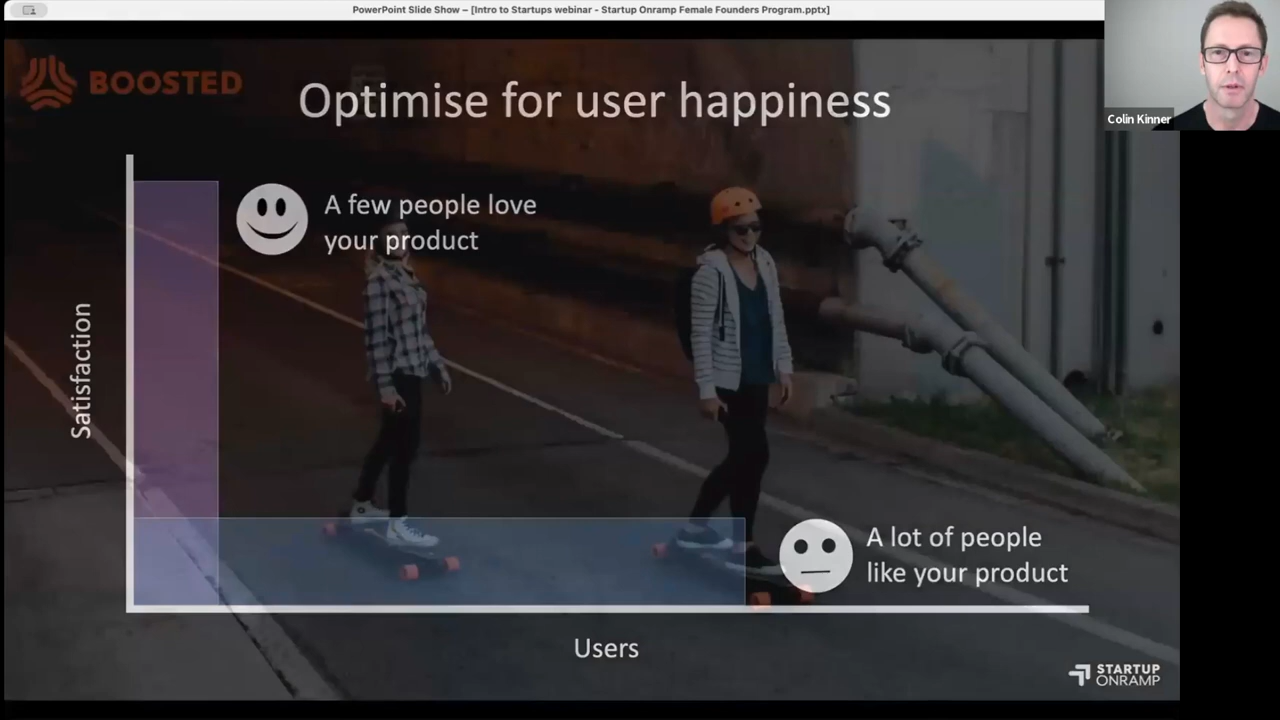 PowerPoint Slide Show – [Intro to Startups webinar - Startup Onramp Female Founders Program.pptx]
Colin Kinner
BOOSTED
Optimise for user happiness
A few people love
your product
Satisfaction
A lot of people
like your product
Users
STARTUP
ONRAMP